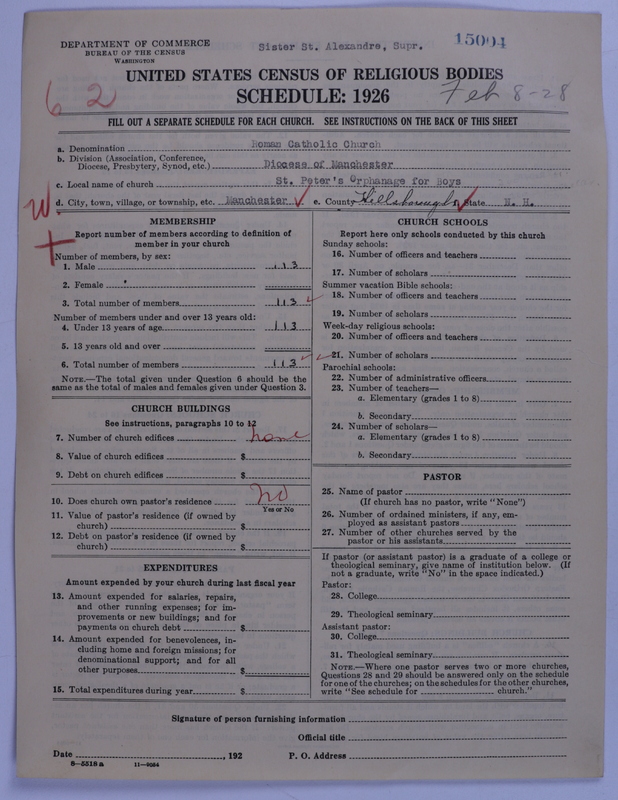 DEPARTMENT OF COMMERCE
BUREAU OF THE CENSUS
WASHINGTON
Sister St. Alexandre, Supr.
15094
UNITED STATES CENSUS OF RELIGIOUS BODIES
SCHEDULE: 1926
62
Feb 8-28
FILL OUT A SEPARATE SCHEDULE FOR EACH CHURCH. SEE INSTRUCTIONS ON THE BACK OF THIS SHEET
a. Denomination Roman Catholic Church
b. Division (Association, Conference,
Diocese, Presbytery, Synod, etc.) Diocese of Manchester
c. Local name of church St. Peter's Orphanage for Boys
d. City, town, village, or township, etc. Manchester e. County Hillsborough f. State N. H.
W
MEMBERSHIP
Report number of members according to definition of
member in your church
Number of members, by sex:
1. Male 113
2. Female
3. Total number of members 113
Number of members under and over 13 years old:
4. Under 13 years of age 113
5. 13 years old and over
6. Total number of members 113
NOTE.—The total given under Question 6 should be the
same as the total of males and females given under Question 3.
CHURCH BUILDINGS
See instructions, paragraphs 10 to 12
7. Number of church edifices none
8. Value of church edifices $
9. Debt on church edifices $
10. Does church own pastor's residence no
Yes or No
11. Value of pastor's residence (if owned by
church) $
12. Debt on pastor's residence (if owned by
church) $
EXPENDITURES
Amount expended by your church during last fiscal year
13. Amount expended for salaries, repairs,
and other running expenses; for im-
provements or new buildings; and for
payments on church debt $
14. Amount expended for benevolences, in-
cluding home and foreign missions; for
denominational support; and for all
other purposes $
15. Total expenditures during year $
CHURCH SCHOOLS
Report here only schools conducted by this church
Sunday schools:
16. Number of officers and teachers
17. Number of scholars
Summer vacation Bible schools:
18. Number of officers and teachers
19. Number of scholars
Week-day religious schools:
20. Number of officers and teachers
21. Number of scholars
Parochial schools:
22. Number of administrative officers
23. Number of teachers—
a. Elementary (grades 1 to 8)
b. Secondary
24. Number of scholars—
a. Elementary (grades 1 to 8)
b. Secondary
PASTOR
25. Name of pastor
(If church has no pastor, write "None")
26. Number of ordained ministers, if any, em-
ployed as assistant pastors
27. Number of other churches served by the
pastor or his assistants
If pastor (or assistant pastor) is a graduate of a college or
theological seminary, give name of institution below. (If
not a graduate, write "No" in the space indicated.)
Pastor:
28. College
29. Theological seminary
Assistant pastor:
30. College
31. Theological seminary
NOTE.—Where one pastor serves two or more churches,
Questions 28 and 29 should be answered only on the schedule
for one of the churches; on the schedules for the other churches,
write "See schedule for church."
Signature of person furnishing information
Official title
Date , 192 P. O. Address
8—5518 a 11—9034